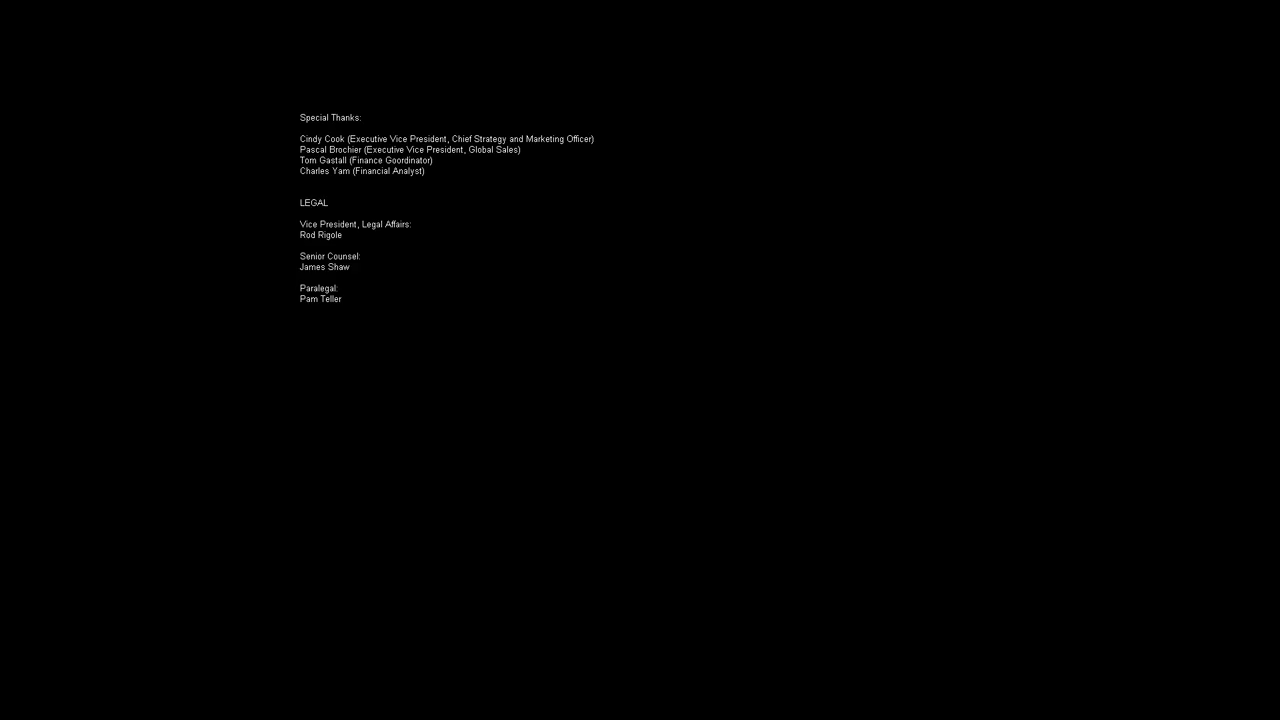 Special Thanks:
Cindy Cook (Executive Vice President, Chief Strategy and Marketing Officer)
Pascal Brochier (Executive Vice President, Global Sales)
Tom Gastall (Finance Goordinator)
Charles Yam (Financial Analyst)
LEGAL
Vice President, Legal Affairs:
Rod Rigole
Senior Counsel:
James Shaw
Paralegal:
Pam Teller